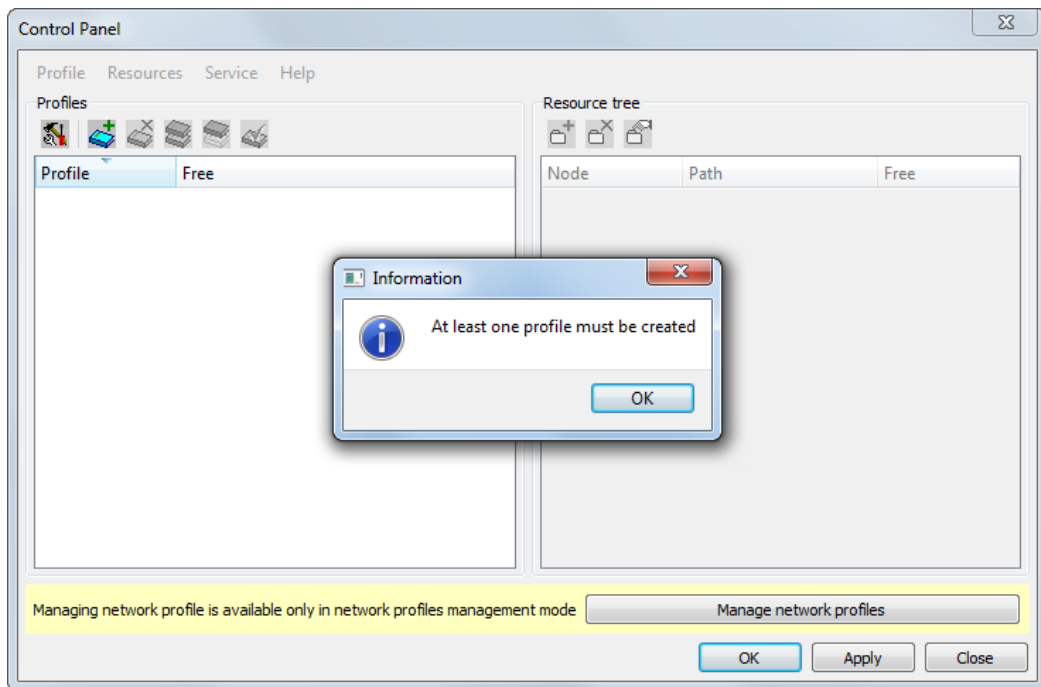 Control Panel
Profile Resources Service Help
Profiles
Resource tree
Profile Free
Node Path Free
Information
At least one profile must be created
OK
Managing network profile is available only in network profiles management mode
Manage network profiles
OK Apply Close